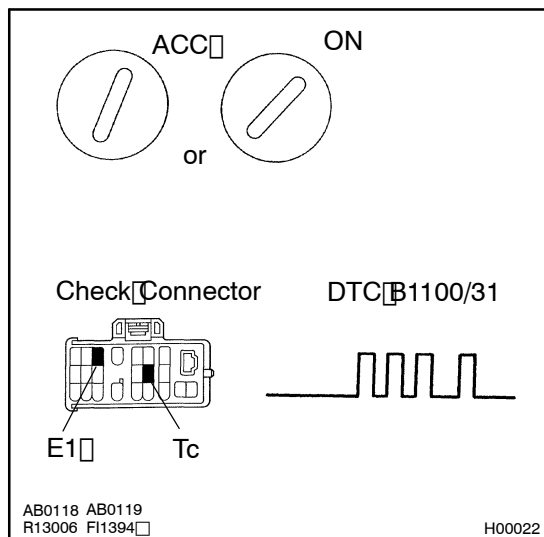 ACC▯ ON
or
Check▯Connector DTC▯B1100/31
E1▯ Tc
AB0118 AB0119
R13006 FI1394▯ H00022